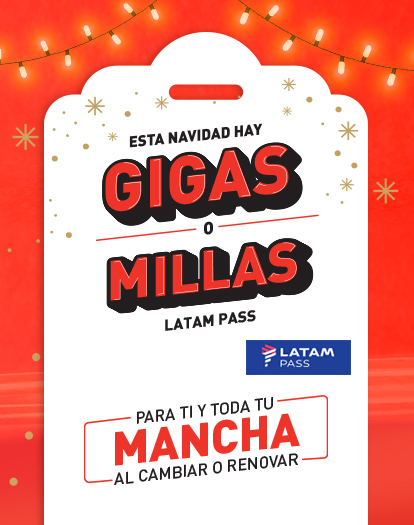 ESTA NAVIDAD HAY
GIGAS
O
MILLAS
LATAM PASS
LATAM
PASS
PARA TI Y TODA TU
MANCHA
AL CAMBIAR O RENOVAR